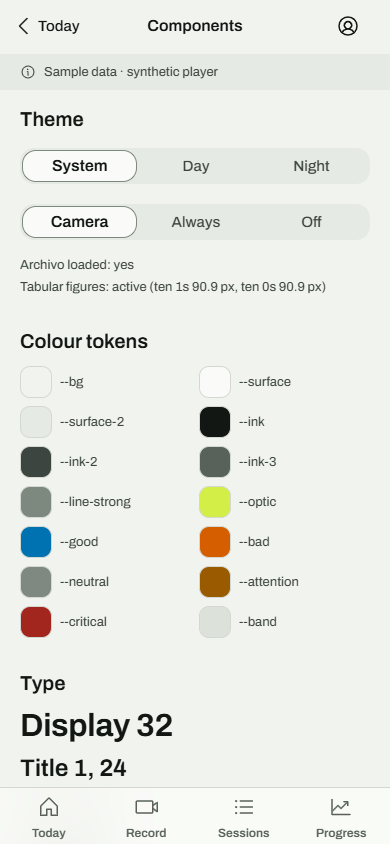 Today Components
Sample data · synthetic player
Theme
System Day Night
Camera Always Off
Archivo loaded: yes
Tabular figures: active (ten 1s 90.9 px, ten 0s 90.9 px)
Colour tokens
--bg --surface
--surface-2 --ink
--ink-2 --ink-3
--line-strong --optic
--good --bad
--neutral --attention
--critical --band
Type
Display 32
Title 1, 24
Today Record Sessions Progress